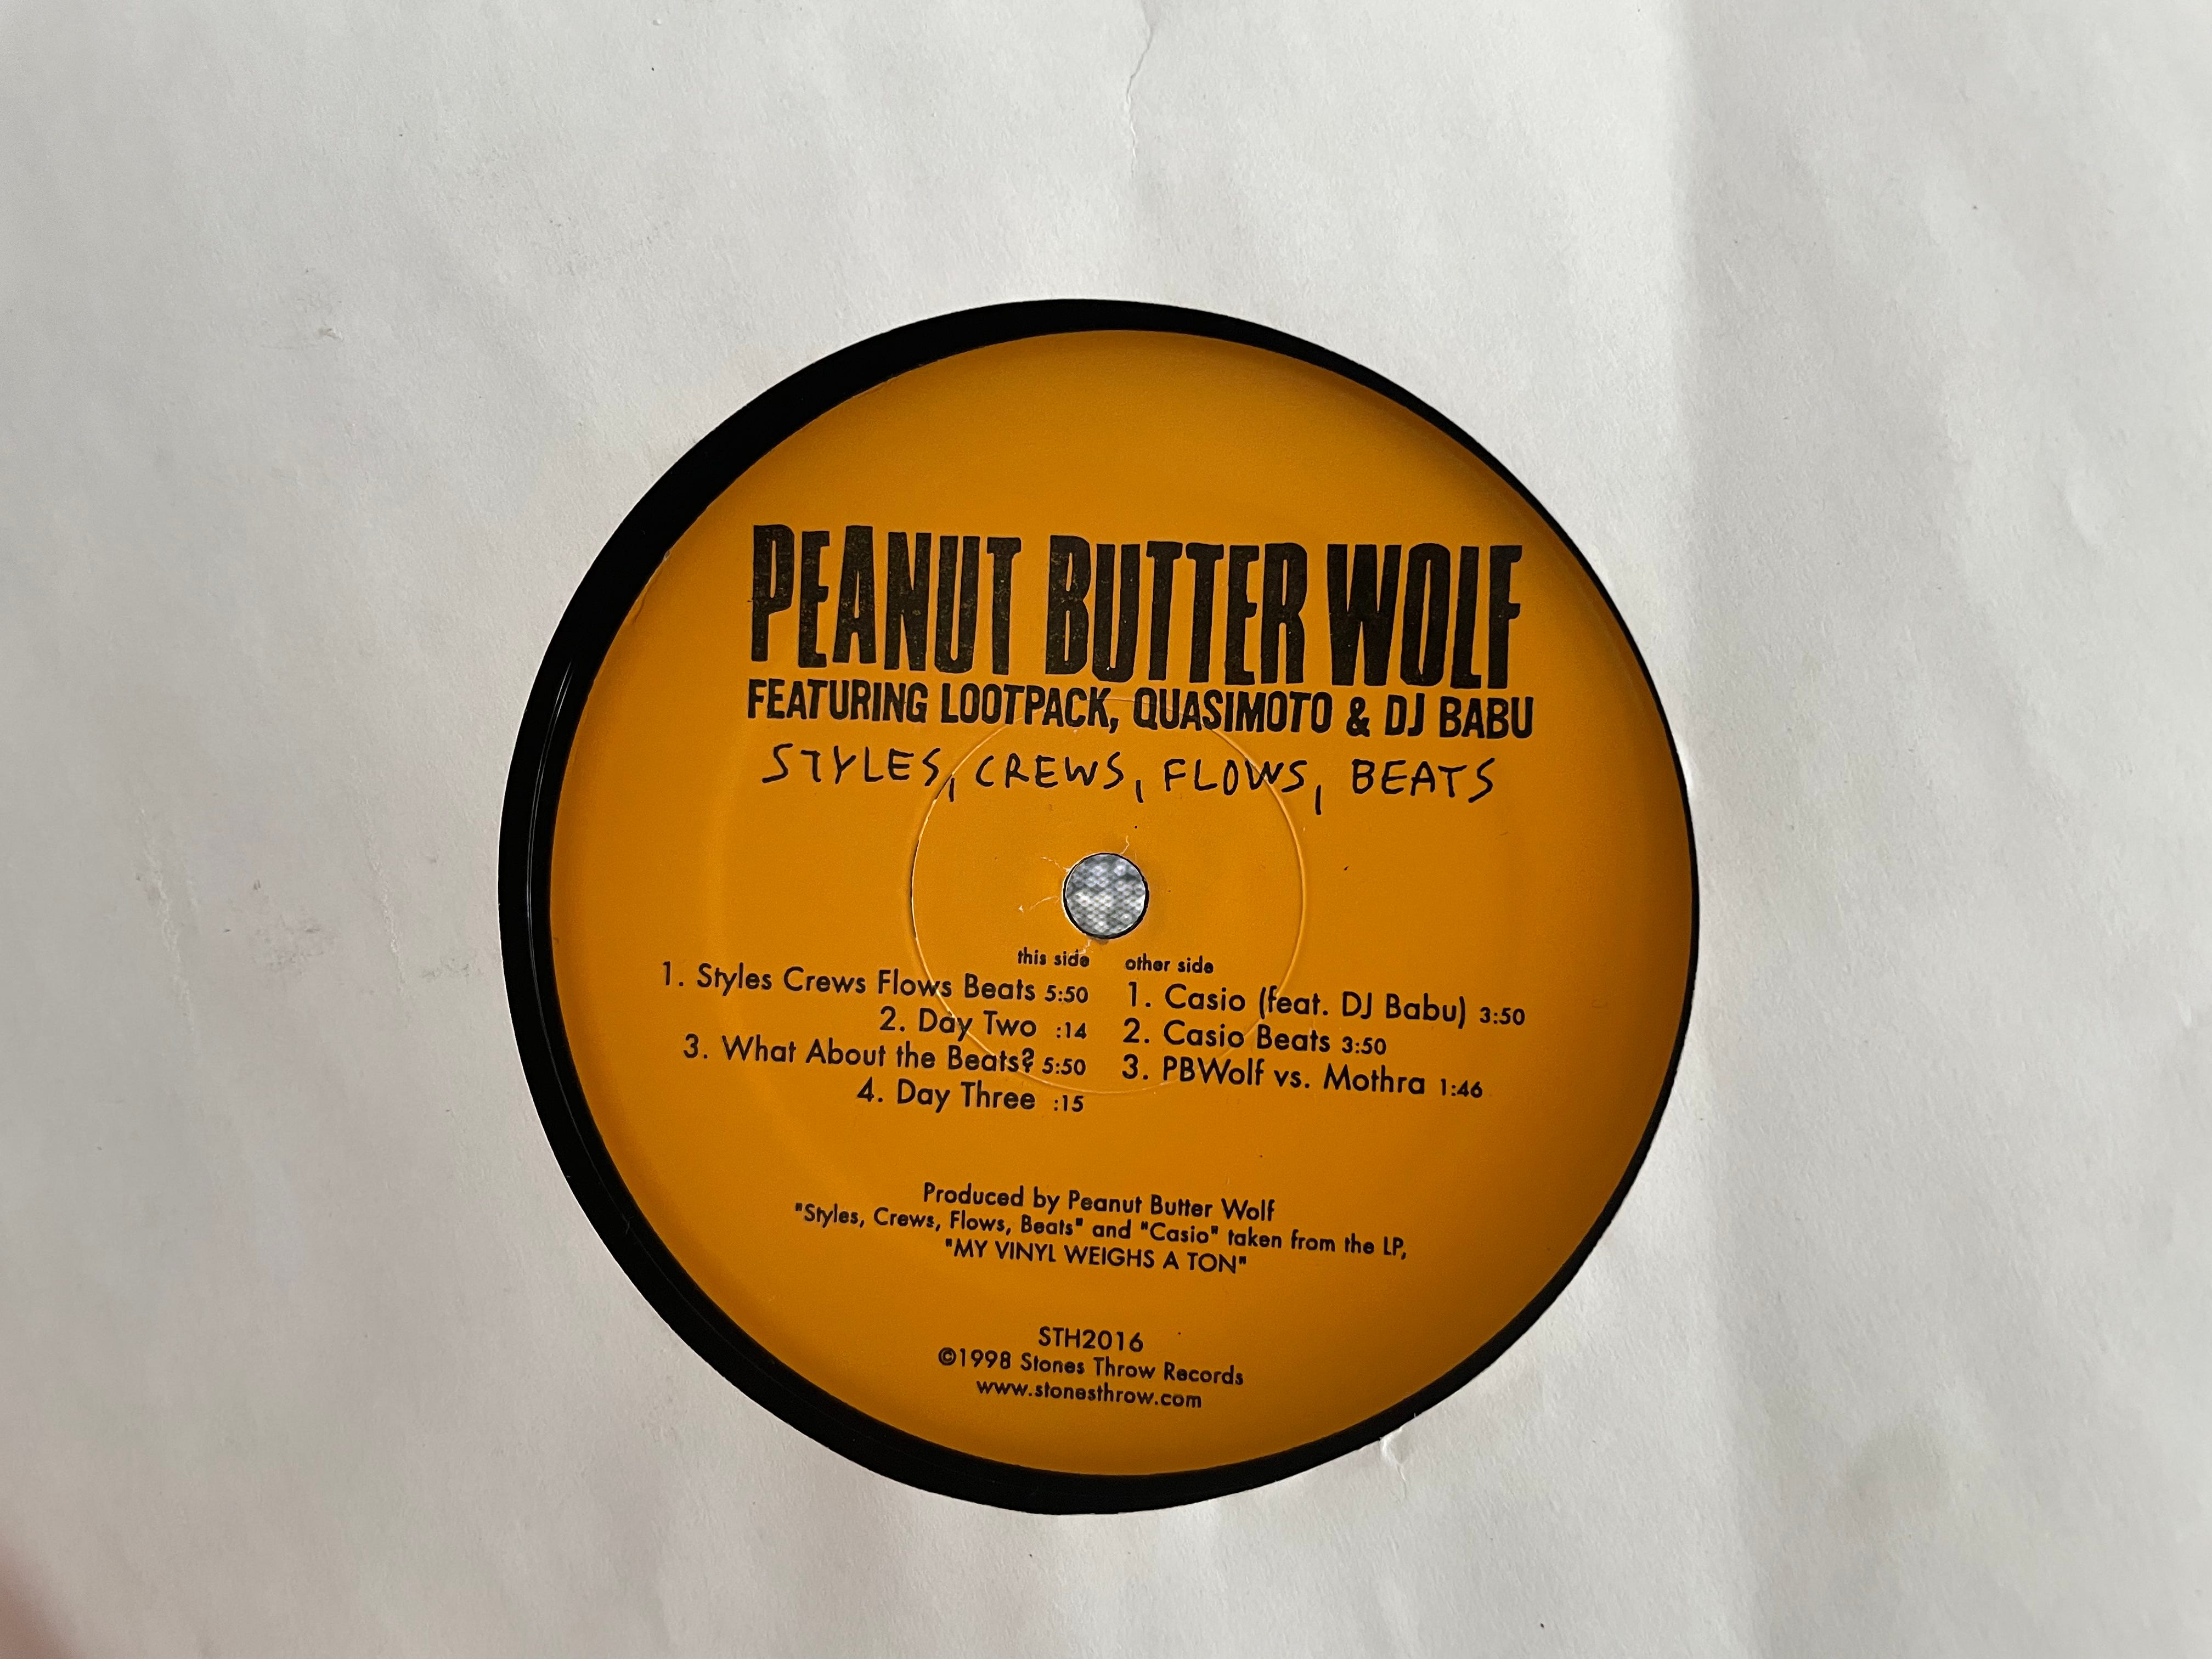 PEANUT BUTTER WOLF
FEATURING LOOTPACK, QUASIMOTO & DJ BABU
STYLES, CREWS, FLOWS, BEATS
this side
1. Styles Crews Flows Beats 5:50
2. Day Two :14
3. What About the Beats? 5:50
4. Day Three :15
other side
1. Casio (feat. DJ Babu) 3:50
2. Casio Beats 3:50
3. PBWolf vs. Mothra 1:46
Produced by Peanut Butter Wolf
"Styles, Crews, Flows, Beats" and "Casio" taken from the LP,
"MY VINYL WEIGHS A TON"
STH2016
©1998 Stones Throw Records
www.stonesthrow.com